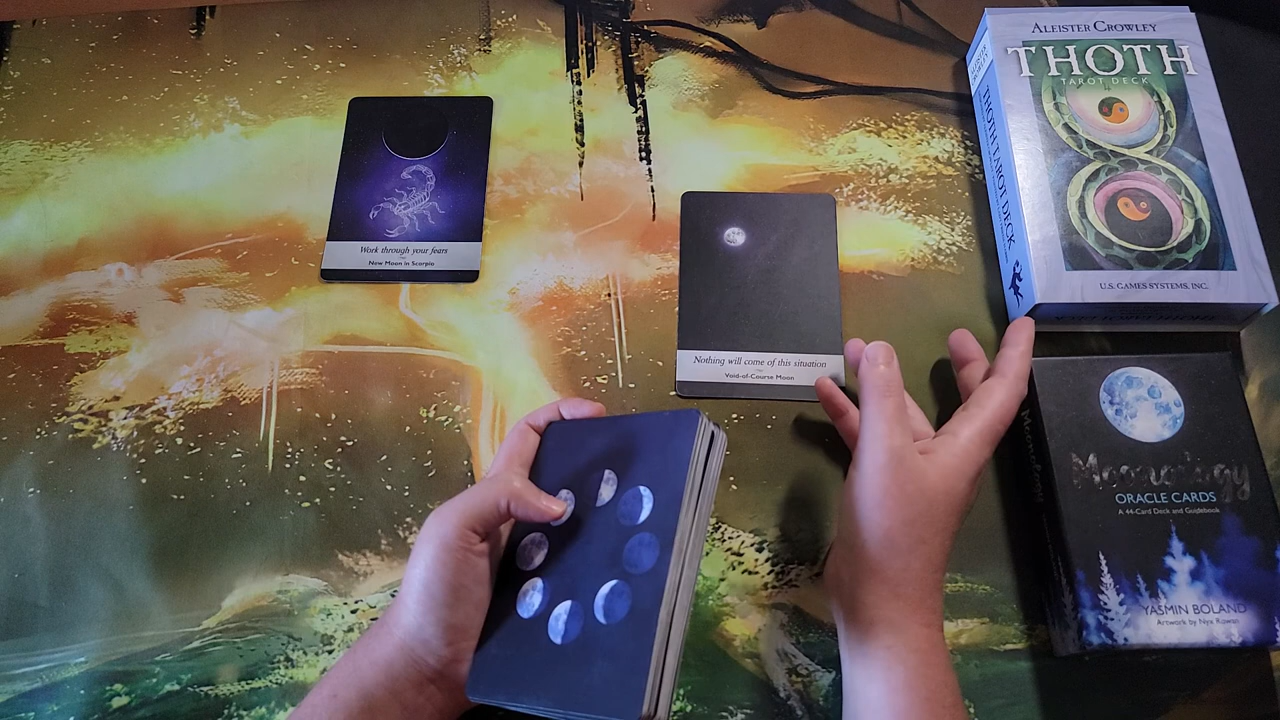 Work through your fears
New Moon in Scorpio
Nothing will come of this situation
Void-of-Course Moon
ALEISTER CROWLEY
THOTH
TAROT DECK
THOTH TAROT DECK
U.S. GAMES SYSTEMS, INC.
Moonology
Moonology
ORACLE CARDS
A 44-Card Deck and Guidebook
YASMIN BOLAND
Artwork by Nyx Rowan